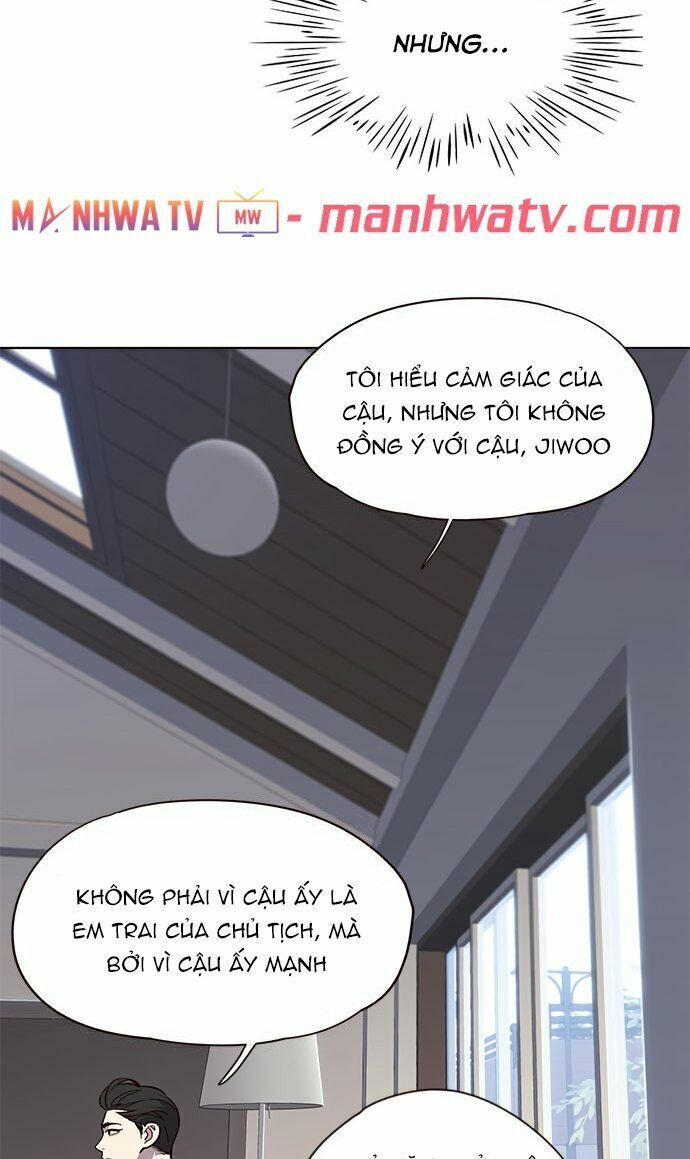 NHƯNG...
MANHWA TV MW - manhwatv.com
TÔI HIỂU CẢM GIÁC CỦA
CẬU, NHƯNG TÔI KHÔNG
ĐỒNG Ý VỚI CẬU, JIWOO
KHÔNG PHẢI VÌ CẬU ẤY LÀ
EM TRAI CỦA CHỦ TỊCH, MÀ
BỞI VÌ CẬU ẤY MẠNH